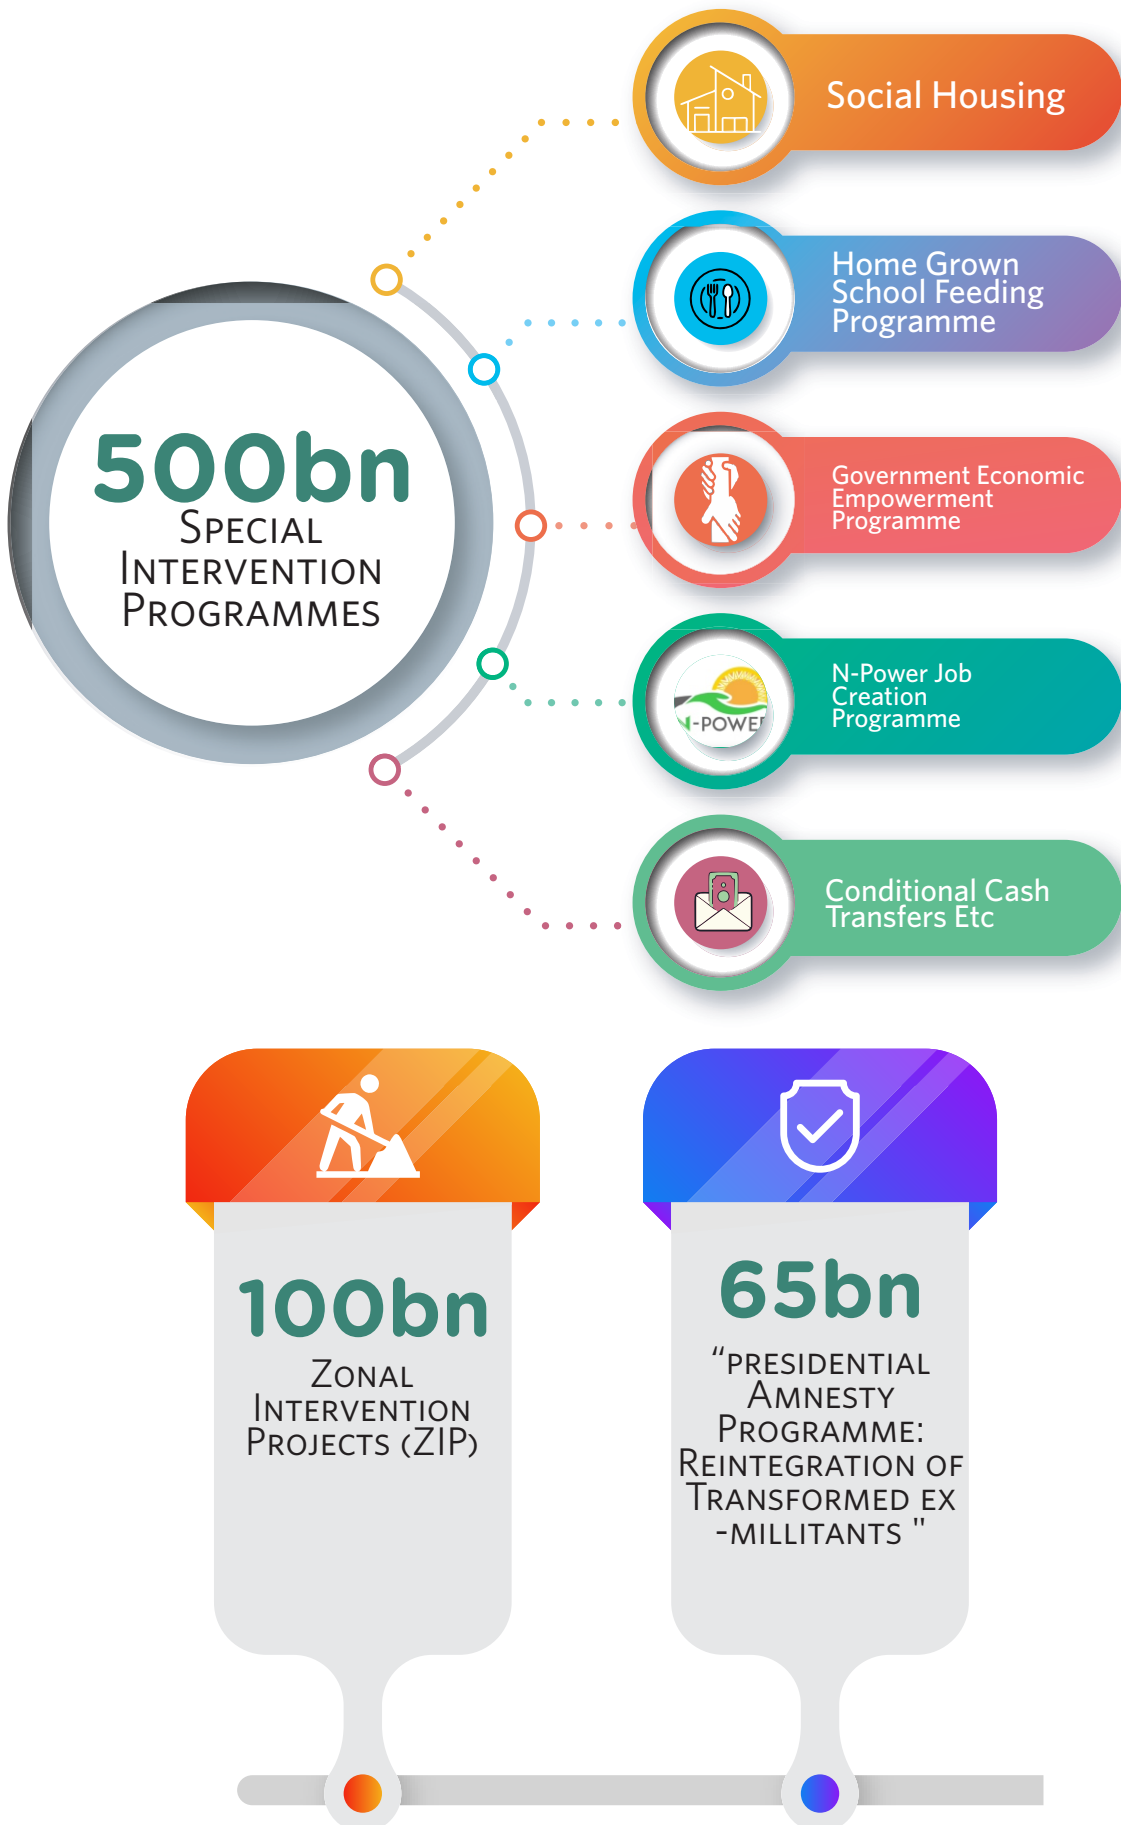 Social Housing
Home Grown
School Feeding
Programme
500bn
SPECIAL
INTERVENTION
PROGRAMMES
Government Economic
Empowerment
Programme
N-Power Job
Creation
Programme
N-POWER
Conditional Cash
Transfers Etc
100bn
ZONAL
INTERVENTION
PROJECTS (ZIP)
65bn
“PRESIDENTIAL
AMNESTY
PROGRAMME:
REINTEGRATION OF
TRANSFORMED EX
-MILLITANTS "